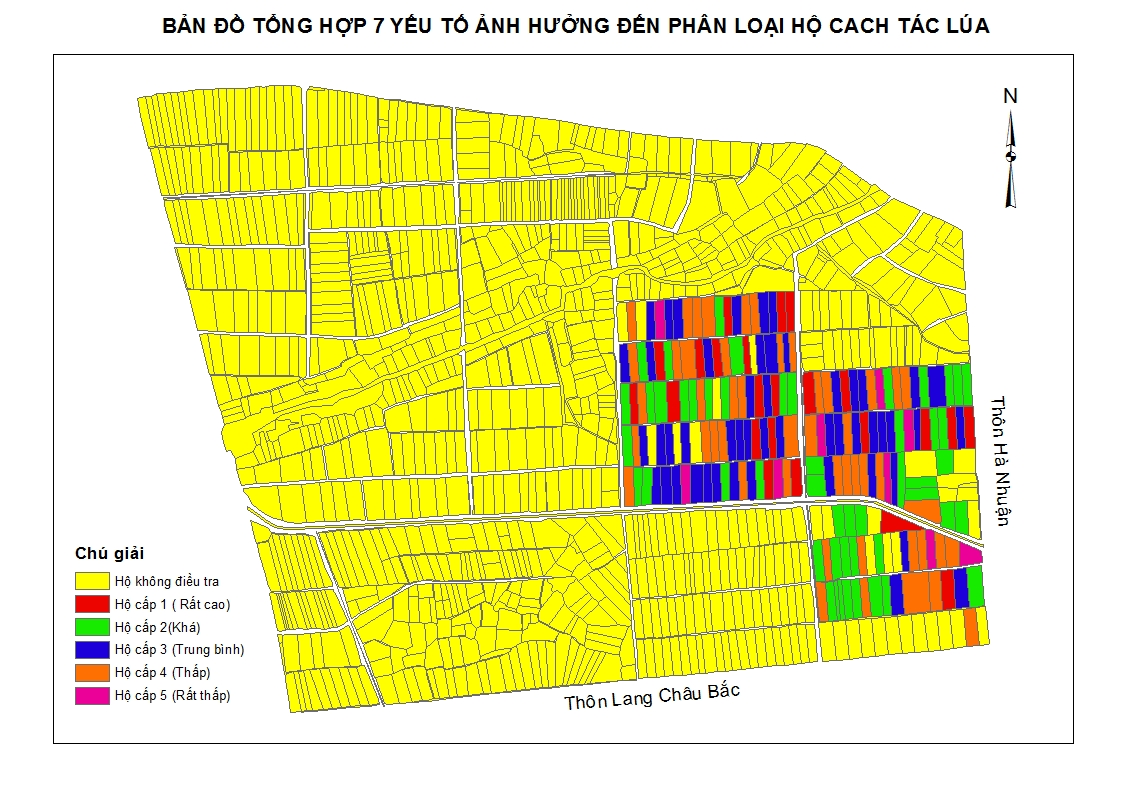 BẢN ĐỒ TỔNG HỢP 7 YẾU TỐ ẢNH HƯỞNG ĐẾN PHÂN LOẠI HỘ CACH TÁC LÚA
N
Thôn Hà Nhuận
Chú giải
Hộ không điều tra
Hộ cấp 1 ( Rất cao)
Hộ cấp 2(Khá)
Hộ cấp 3 (Trung bình)
Hộ cấp 4 (Thấp)
Hộ cấp 5 (Rất thấp)
Thôn Lang Châu Bắc